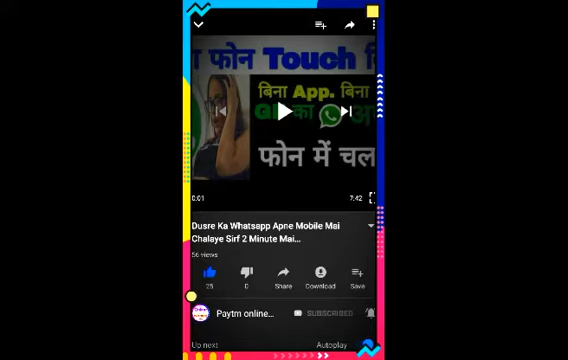 फोन Touch
बिना App. बिना
का
फोन में चल
0:01
7:42
Dusre Ka Whatsapp Apne Mobile Mai
Chalaye Sirf 2 Minute Mai...
56 views
25
0
Share
Download
Save
Paytm online...
SUBSCRIBED
Up next
Autoplay